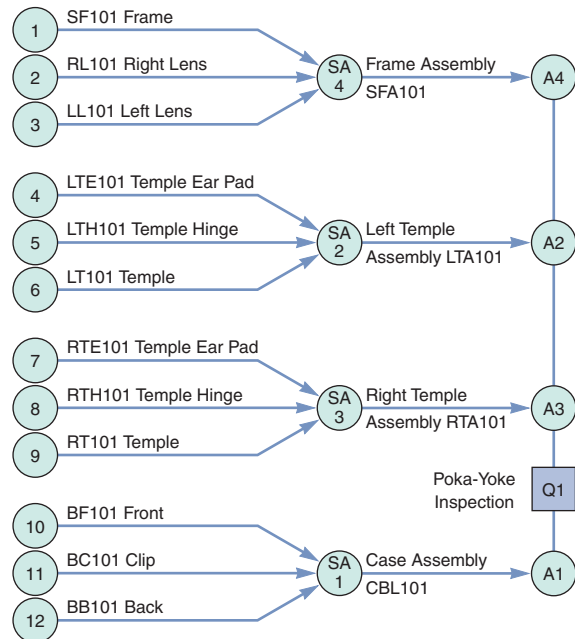 1
SF101 Frame
2
RL101 Right Lens
3
LL101 Left Lens
SA
4
Frame Assembly
SFA101
A4
4
LTE101 Temple Ear Pad
5
LTH101 Temple Hinge
6
LT101 Temple
SA
2
Left Temple
Assembly LTA101
A2
7
RTE101 Temple Ear Pad
8
RTH101 Temple Hinge
9
RT101 Temple
SA
3
Right Temple
Assembly RTA101
A3
Poka-Yoke
Inspection
Q1
10
BF101 Front
11
BC101 Clip
12
BB101 Back
SA
1
Case Assembly
CBL101
A1